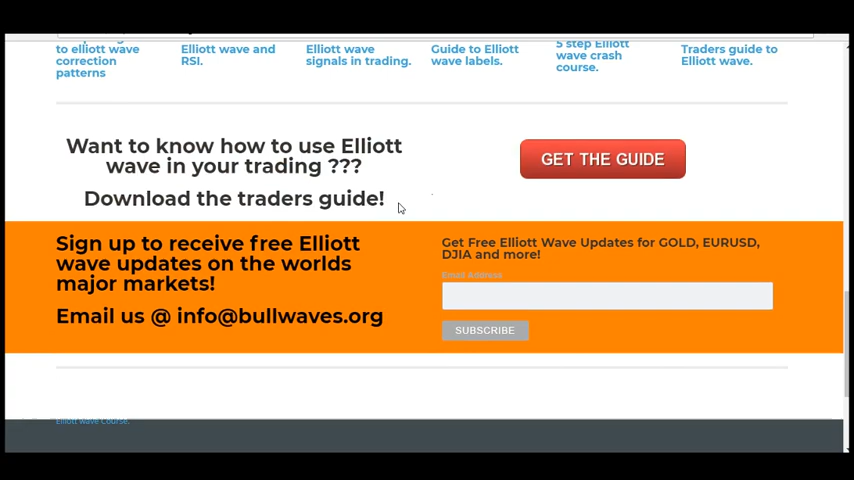 to elliott wave
correction
patterns
Elliott wave and
RSI.
Elliott wave
signals in trading.
Guide to Elliott
wave labels.
5 step Elliott
wave crash
course.
Traders guide to
Elliott wave.
Want to know how to use Elliott
wave in your trading ???
Download the traders guide!
GET THE GUIDE
Sign up to receive free Elliott
wave updates on the worlds
major markets!
Email us @ info@bullwaves.org
Get Free Elliott Wave Updates for GOLD, EURUSD,
DJIA and more!
Email Address
SUBSCRIBE
Elliott wave Course.